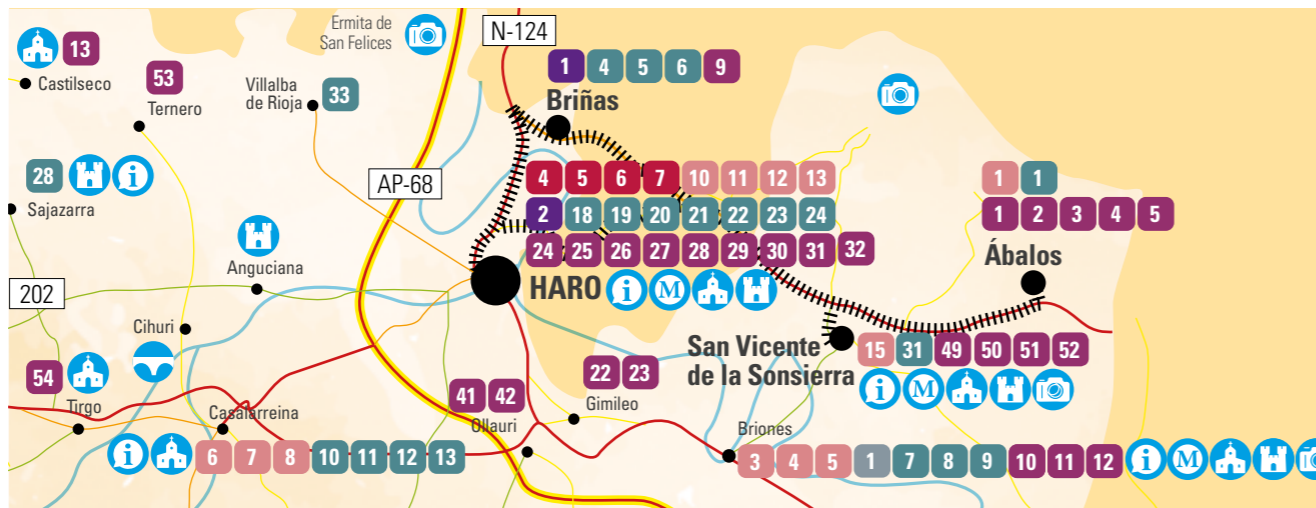 Ermita de
San Felices
N-124
13
Castilseco
53
Ternero
Villalba
de Rioja
33
1 4 5 6 9
Briñas
28 i
Sajazarra
AP-68
4 5 6 7 10 11 12 13
2 18 19 20 21 22 23 24
24 25 26 27 28 29 30 31 32
HARO i M
1 1
1 2 3 4 5
Ábalos
Anguciana
202
Cihuri
San Vicente
de la Sonsierra
15 31 49 50 51 52
i M
54
Tirgo
Casalarreina
i 6 7 8 10 11 12 13
41 42
Ollauri
22 23
Gimileo
Briones
3 4 5 1 7 8 9 10 11 12 i M